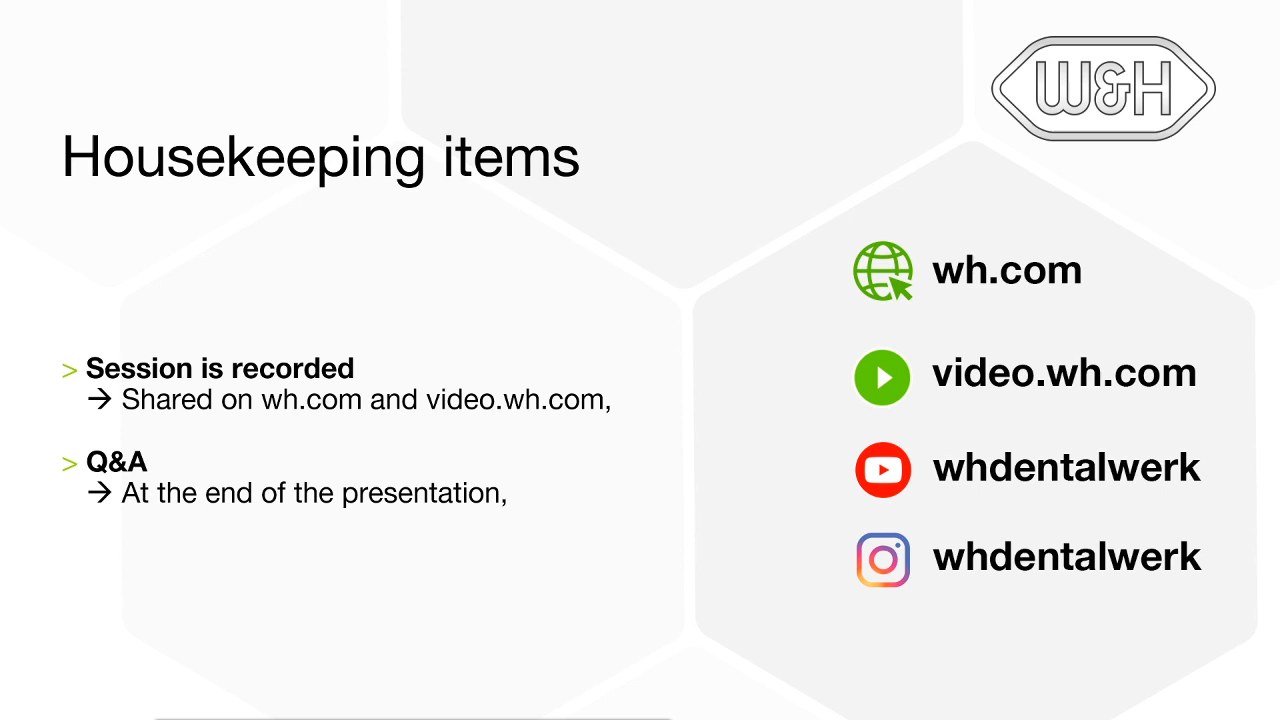 W&H
Housekeeping items
> Session is recorded
→ Shared on wh.com and video.wh.com,
> Q&A
→ At the end of the presentation,
wh.com
video.wh.com
whdentalwerk
whdentalwerk